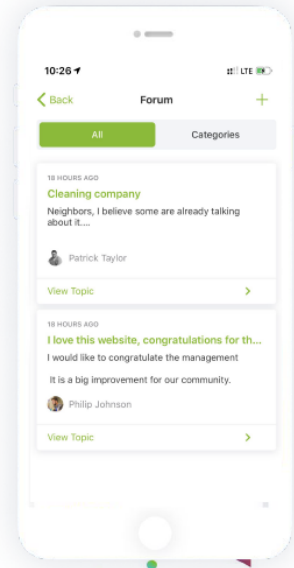 10:26
LTE
Back
Forum
+
All
Categories
18 HOURS AGO
Cleaning company
Neighbors, I believe some are already talking
about it....
Patrick Taylor
View Topic
18 HOURS AGO
I love this website, congratulations for th...
I would like to congratulate the management
It is a big improvement for our community.
Philip Johnson
View Topic